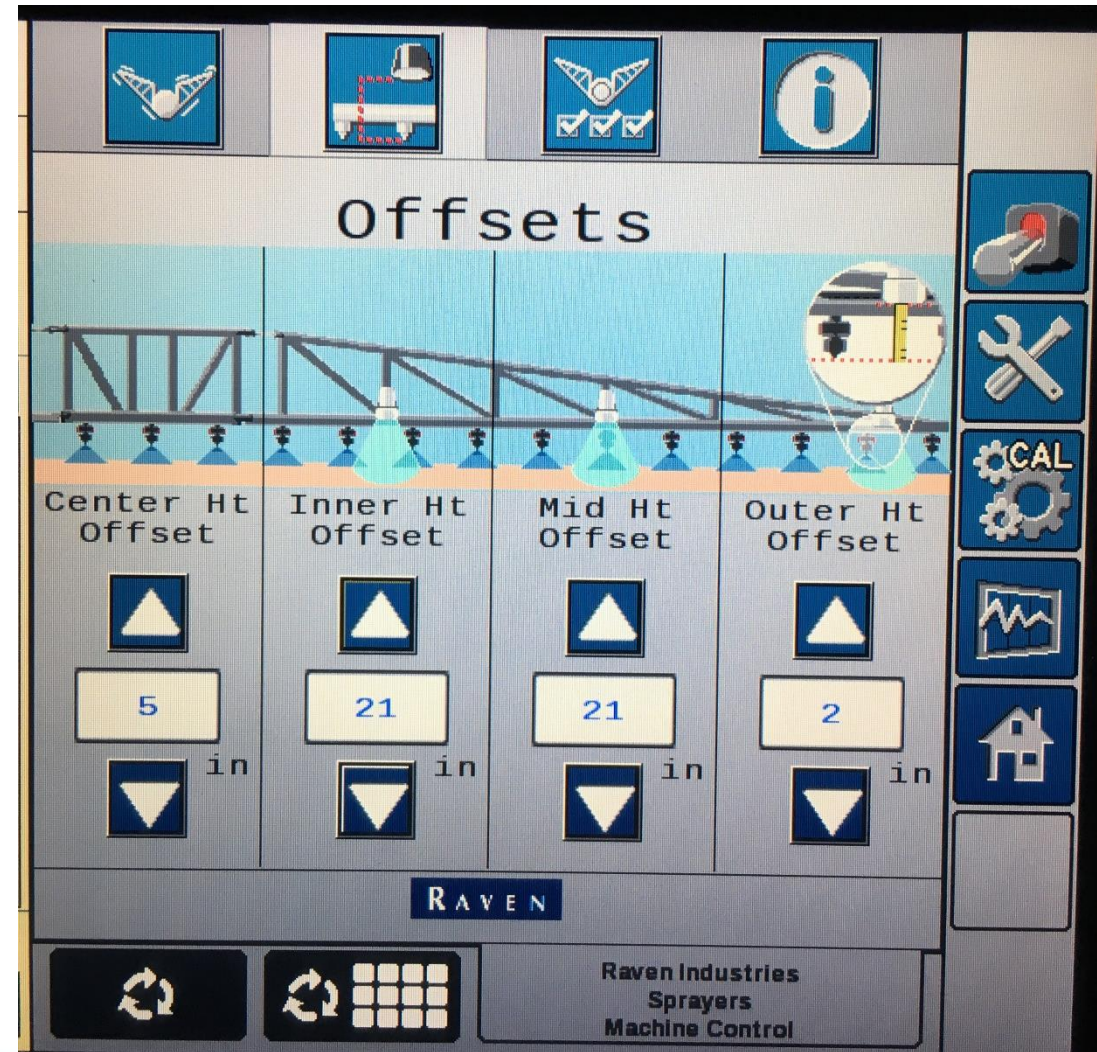 Offsets
Center Ht
Offset
Inner Ht
Offset
Mid Ht
Offset
Outer Ht
Offset
CAL
5
in
21
in
21
in
2
in
RAVEN
Raven Industries
Sprayers
Machine Control